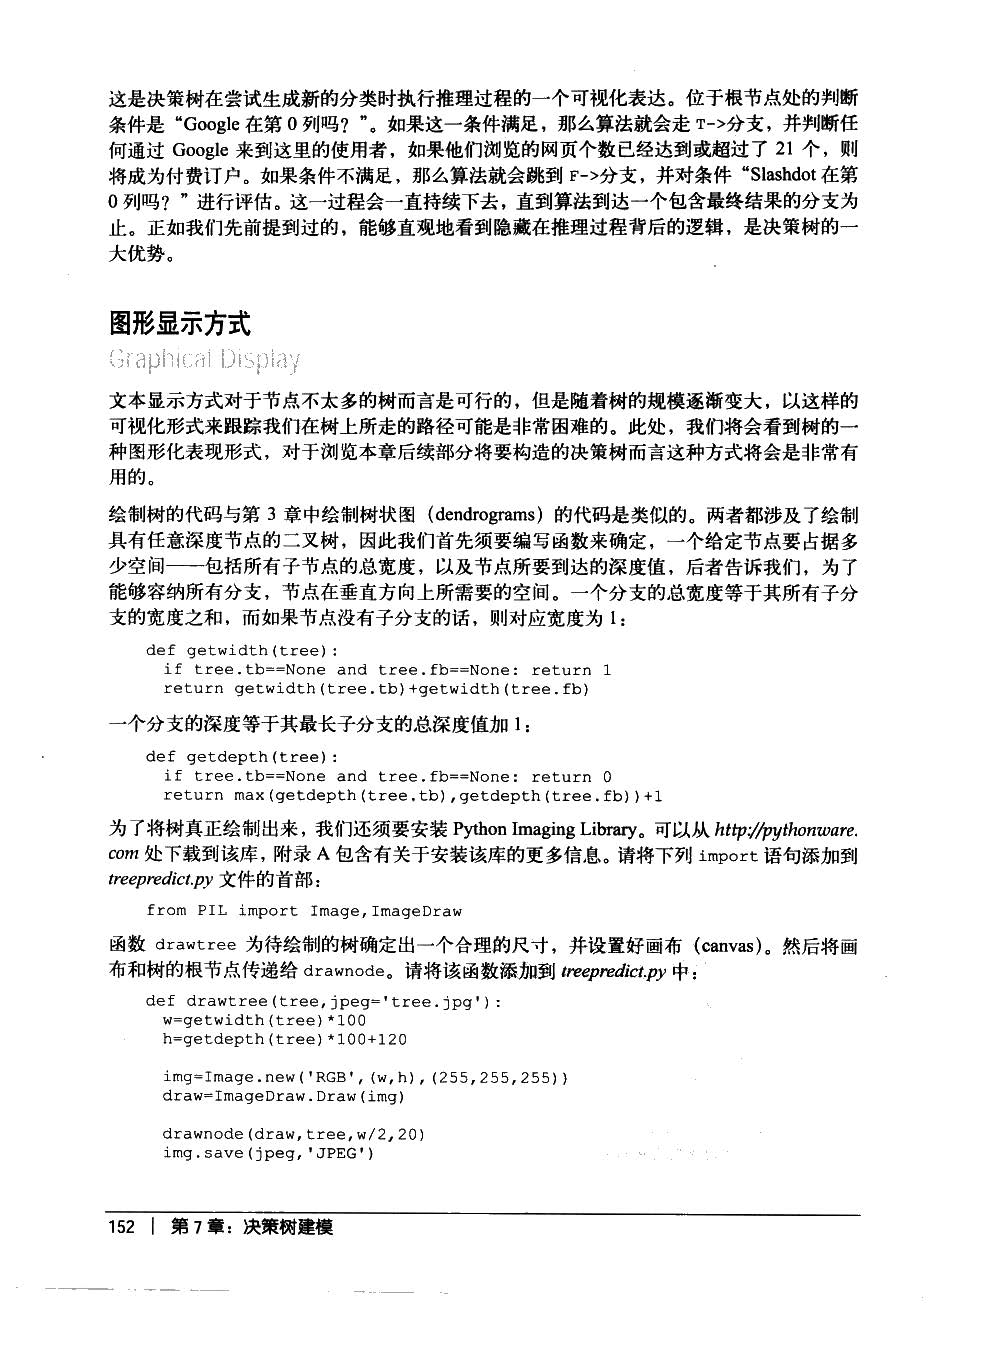 这是决策树在尝试生成新的分类时执行推理过程的一个可视化表达。位于根节点处的判断
条件是“Google 在第 0 列吗？”。如果这一条件满足，那么算法就会走 T->分支，并判断任
何通过 Google 来到这里的使用者，如果他们浏览的网页个数已经达到或超过了 21 个，则
将成为付费订户。如果条件不满足，那么算法就会跳到 F->分支，并对条件“Slashdot 在第
0 列吗？”进行评估。这一过程会一直持续下去，直到算法到达一个包含最终结果的分支为
止。正如我们先前提到过的，能够直观地看到隐藏在推理过程背后的逻辑，是决策树的一
大优势。
图形显示方式
Graphical Display
文本显示方式对于节点不太多的树而言是可行的，但是随着树的规模逐渐变大，以这样的
可视化形式来跟踪我们在树上所走的路径可能是非常困难的。此处，我们将会看到树的一
种图形化表现形式，对于浏览本章后续部分将要构造的决策树而言这种方式将会是非常有
用的。
绘制树的代码与第 3 章中绘制树状图（dendrograms）的代码是类似的。两者都涉及了绘制
具有任意深度节点的二叉树，因此我们首先须要编写函数来确定，一个给定节点要占据多
少空间——包括所有子节点的总宽度，以及节点所要到达的深度值，后者告诉我们，为了
能够容纳所有分支，节点在垂直方向上所需要的空间。一个分支的总宽度等于其所有子分
支的宽度之和，而如果节点没有子分支的话，则对应宽度为 1：
def getwidth(tree):
  if tree.tb==None and tree.fb==None: return 1
  return getwidth(tree.tb)+getwidth(tree.fb)
一个分支的深度等于其最长子分支的总深度值加 1：
def getdepth(tree):
  if tree.tb==None and tree.fb==None: return 0
  return max(getdepth(tree.tb),getdepth(tree.fb))+1
为了将树真正绘制出来，我们还须要安装 Python Imaging Library。可以从 http://pythonware.
com 处下载到该库，附录 A 包含有关于安装该库的更多信息。请将下列 import 语句添加到
treepredict.py 文件的首部：
from PIL import Image,ImageDraw
函数 drawtree 为待绘制的树确定出一个合理的尺寸，并设置好画布（canvas）。然后将画
布和树的根节点传递给 drawnode。请将该函数添加到 treepredict.py 中：
def drawtree(tree,jpeg='tree.jpg'):
  w=getwidth(tree)*100
  h=getdepth(tree)*100+120
  img=Image.new('RGB',(w,h),(255,255,255))
  draw=ImageDraw.Draw(img)
  drawnode(draw,tree,w/2,20)
  img.save(jpeg,'JPEG')
152 | 第 7 章：决策树建模